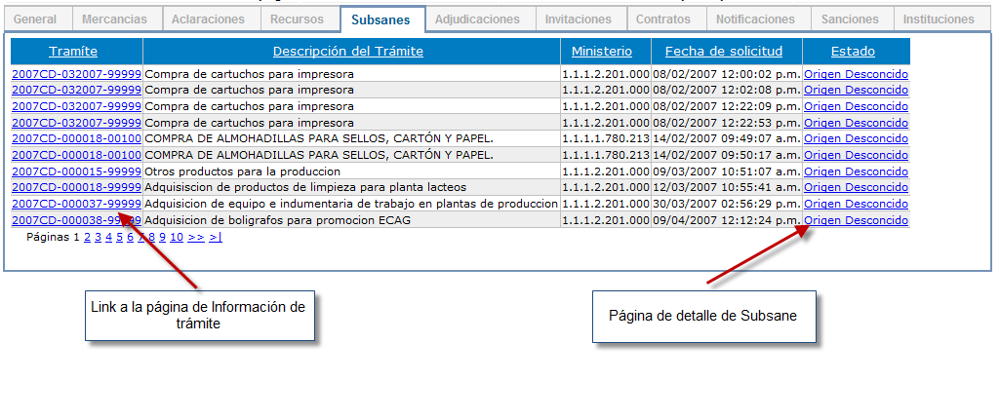 General Mercancias Aclaraciones Recursos Subsanes Adjudicaciones Invitaciones Contratos Notificaciones Sanciones Instituciones
Tramíte Descripción del Trámite Ministerio Fecha de solicitud Estado
2007CD-032007-99999 Compra de cartuchos para impresora 1.1.1.2.201.000 08/02/2007 12:00:02 p.m. Origen Desconcido
2007CD-032007-99999 Compra de cartuchos para impresora 1.1.1.2.201.000 08/02/2007 12:02:08 p.m. Origen Desconcido
2007CD-032007-99999 Compra de cartuchos para impresora 1.1.1.2.201.000 08/02/2007 12:22:09 p.m. Origen Desconcido
2007CD-032007-99999 Compra de cartuchos para impresora 1.1.1.2.201.000 08/02/2007 12:22:53 p.m. Origen Desconcido
2007CD-000018-00100 COMPRA DE ALMOHADILLAS PARA SELLOS, CARTÓN Y PAPEL. 1.1.1.1.780.213 14/02/2007 09:49:07 a.m. Origen Desconcido
2007CD-000018-00100 COMPRA DE ALMOHADILLAS PARA SELLOS, CARTÓN Y PAPEL. 1.1.1.1.780.213 14/02/2007 09:50:17 a.m. Origen Desconcido
2007CD-000015-99999 Otros productos para la produccion 1.1.1.2.201.000 09/03/2007 10:51:07 a.m. Origen Desconcido
2007CD-000018-99999 Adquisiscion de productos de limpieza para planta lacteos 1.1.1.2.201.000 12/03/2007 10:55:41 a.m. Origen Desconcido
2007CD-000037-99999 Adquisicion de equipo e indumentaria de trabajo en plantas de produccion 1.1.1.2.201.000 30/03/2007 02:56:29 p.m. Origen Desconcido
2007CD-000038-99999 Adquisicion de boligrafos para promocion ECAG 1.1.1.2.201.000 09/04/2007 12:12:24 p.m. Origen Desconcido
Páginas 1 2 3 4 5 6 7 8 9 10 >> >|
Link a la página de Información de
trámite
Página de detalle de Subsane